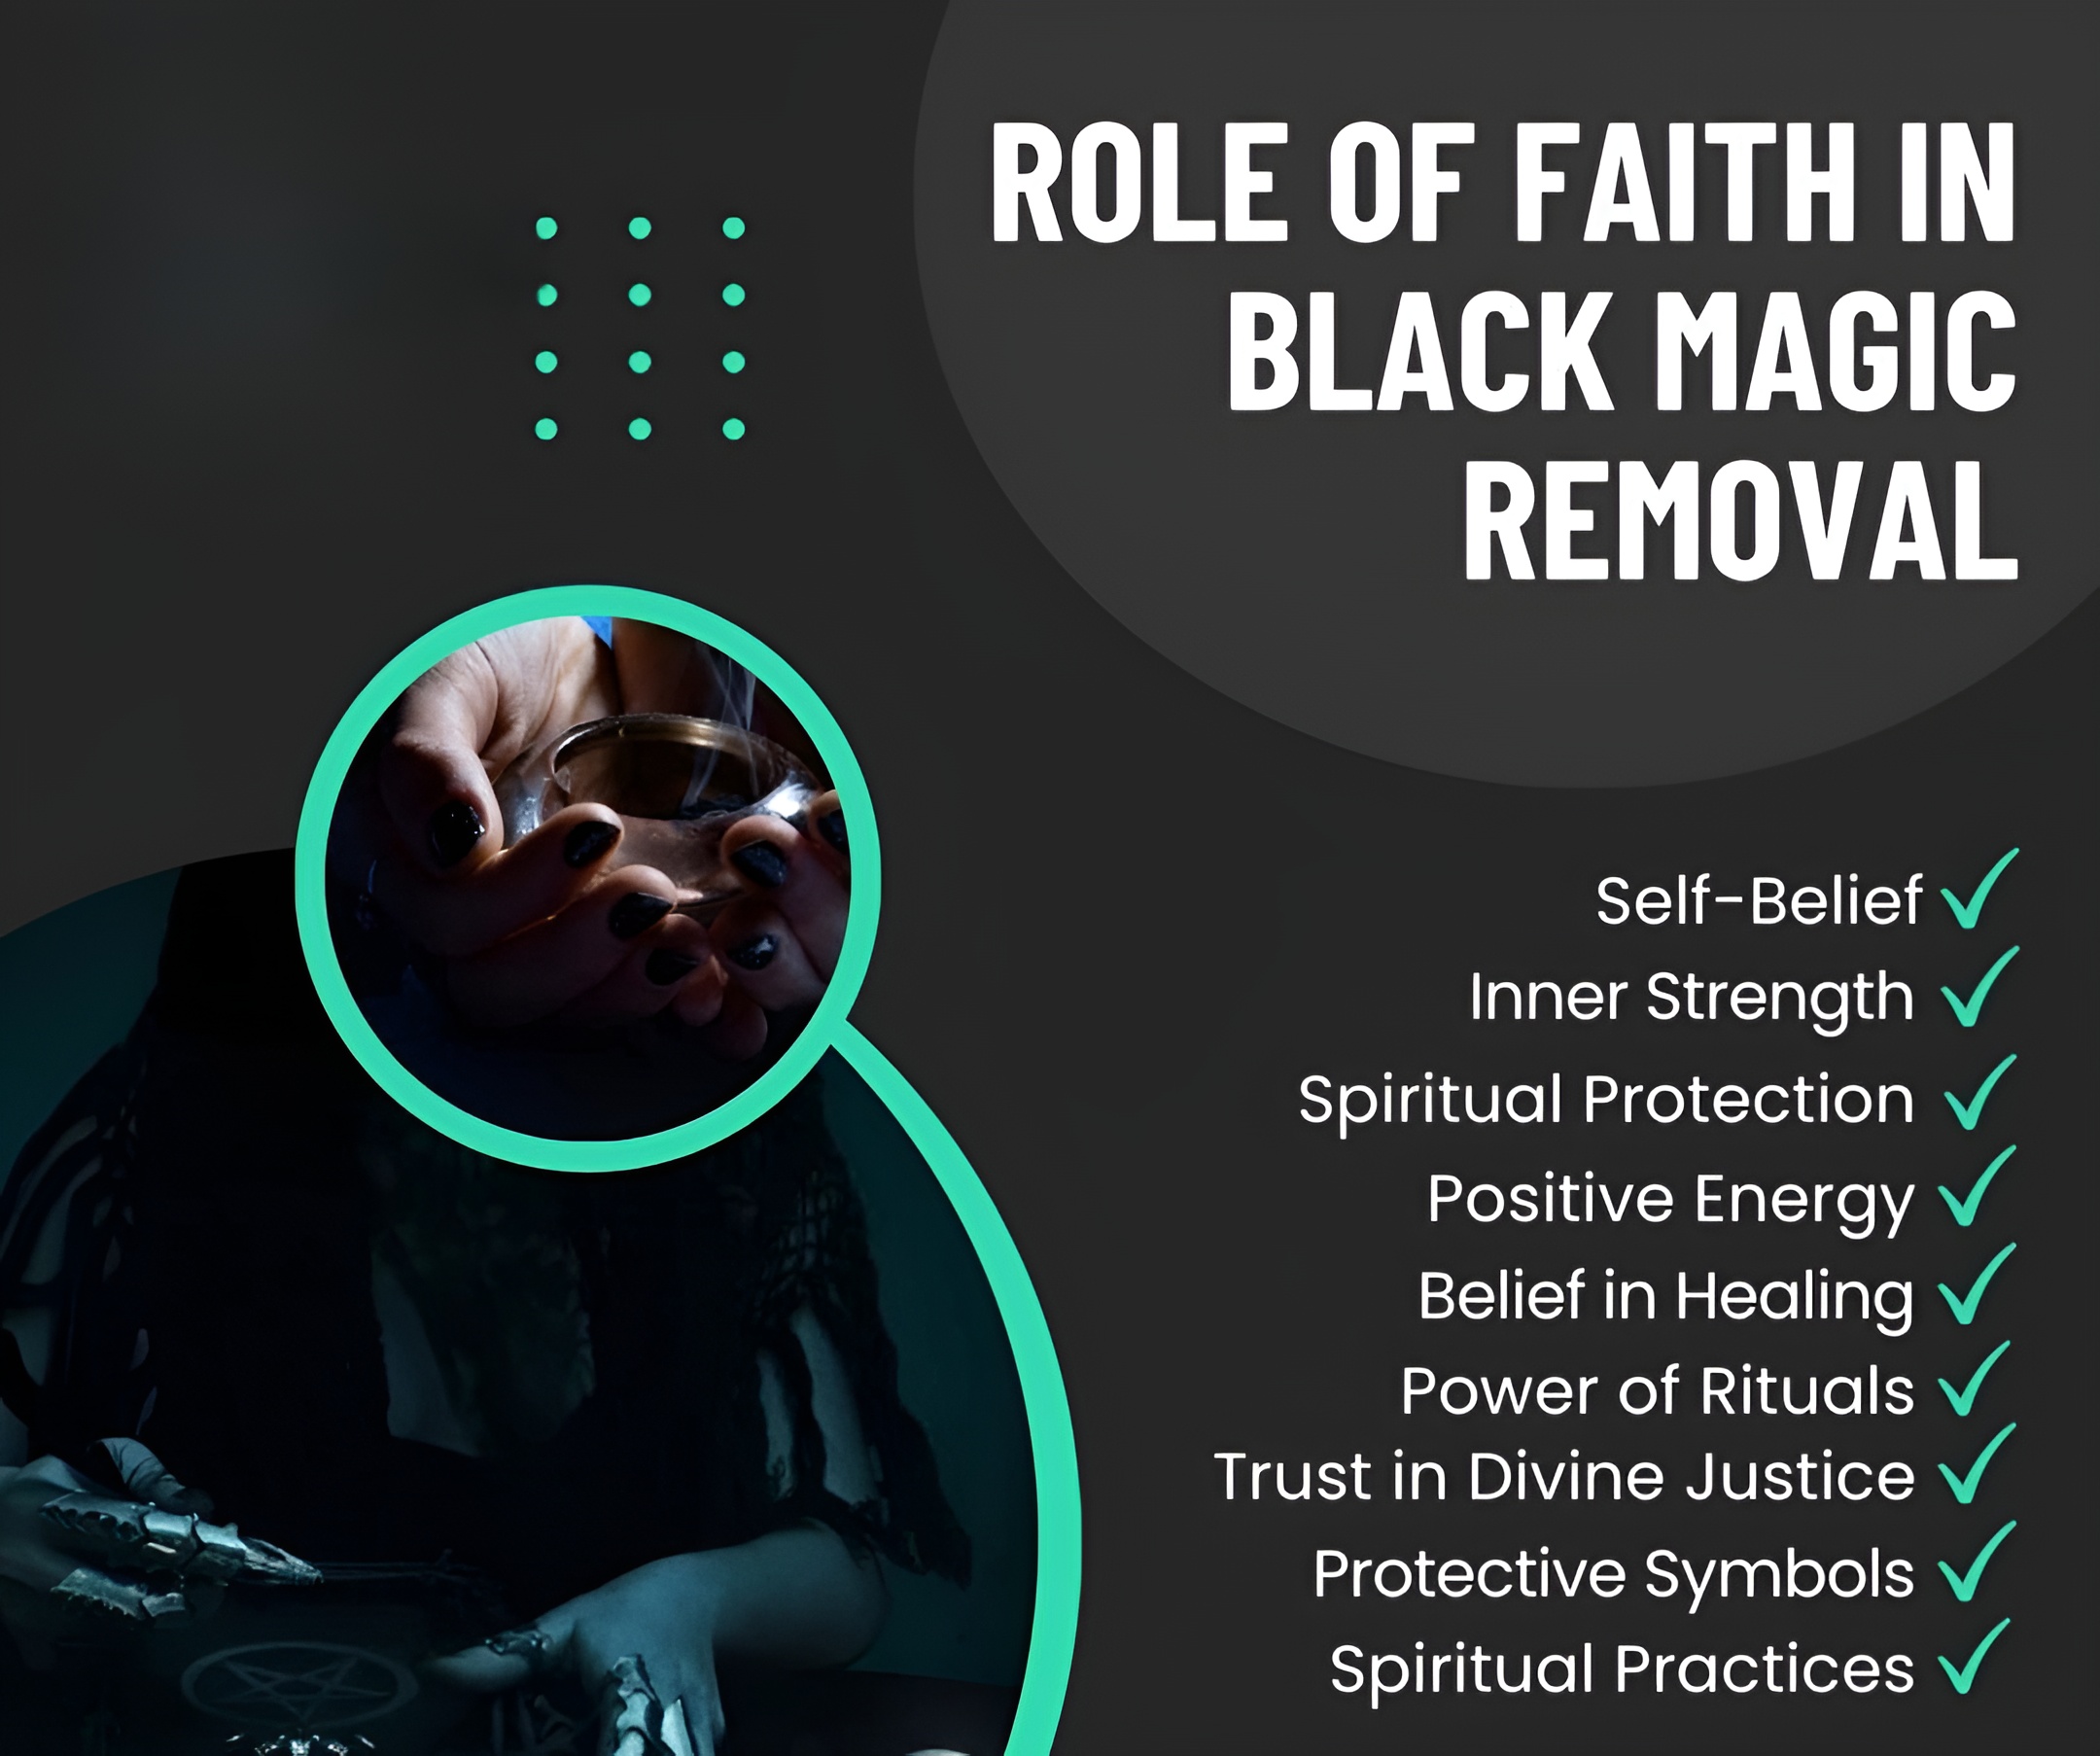 ROLE OF FAITH IN
BLACK MAGIC
REMOVAL
Self-Belief
Inner Strength
Spiritual Protection
Positive Energy
Belief in Healing
Power of Rituals
Trust in Divine Justice
Protective Symbols
Spiritual Practices